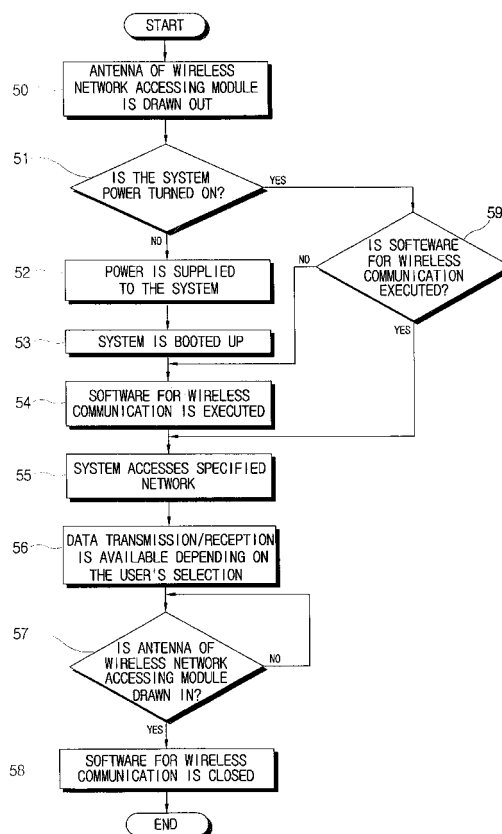 START
50
ANTENNA OF WIRELESS
NETWORK ACCESSING MODULE
IS DRAWN OUT
51
IS THE SYSTEM
POWER TURNED ON?
YES
NO
59
IS SOFTEWARE
FOR WIRELESS
COMMUNICATION
EXECUTED?
NO
YES
52
POWER IS SUPPLIED
TO THE SYSTEM
53
SYSTEM IS BOOTED UP
54
SOFTWARE FOR WIRELESS
COMMUNICATION IS EXECUTED
55
SYSTEM ACCESSES SPECIFIED
NETWORK
56
DATA TRANSMISSION/RECEPTION
IS AVAILABLE DEPENDING ON
THE USER'S SELECTION
57
IS ANTENNA OF
WIRELESS NETWORK
ACCESSING MODULE
DRAWN IN?
NO
YES
58
SOFTWARE FOR WIRELESS
COMMUNICATION IS CLOSED
END